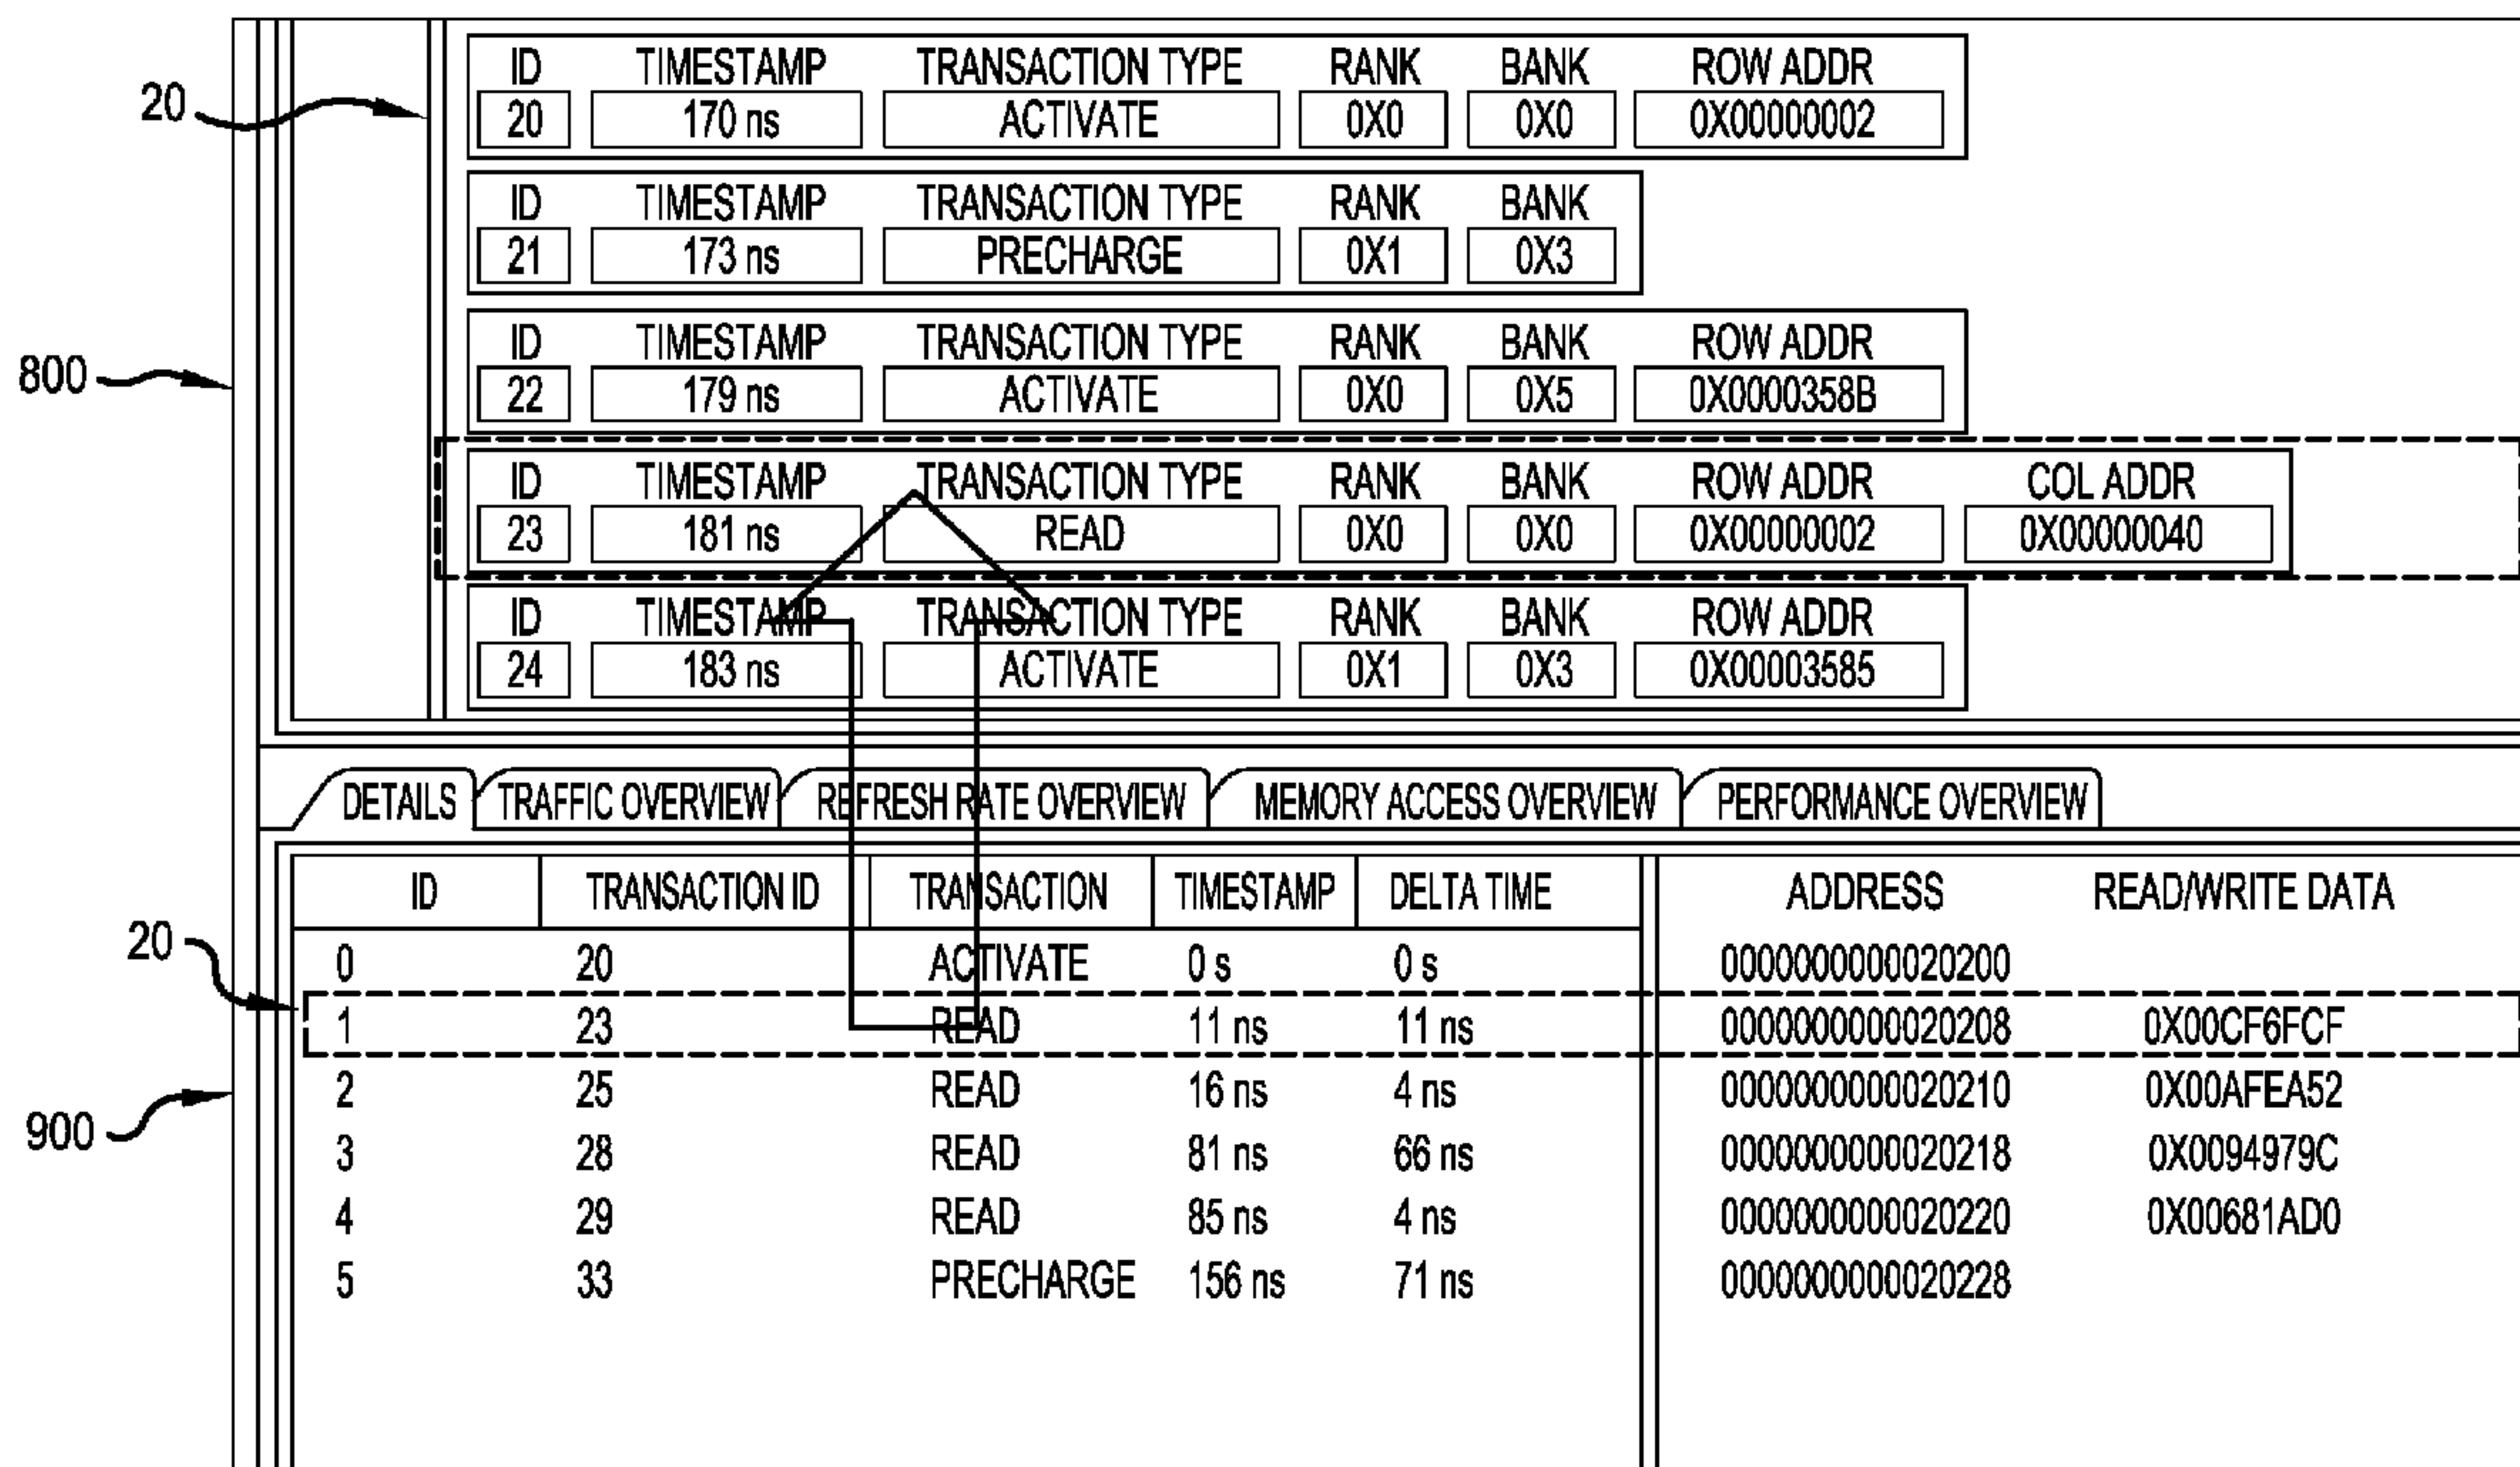 ID TIMESTAMP TRANSACTION TYPE RANK BANK ROW ADDR
20 20 170 ns ACTIVATE 0X0 0X0 0X00000002
ID TIMESTAMP TRANSACTION TYPE RANK BANK
21 173 ns PRECHARGE 0X1 0X3
ID TIMESTAMP TRANSACTION TYPE RANK BANK ROW ADDR
800 22 179 ns ACTIVATE 0X0 0X5 0X0000358B
ID TIMESTAMP TRANSACTION TYPE RANK BANK ROW ADDR COL ADDR
23 181 ns READ 0X0 0X0 0X00000002 0X00000040
ID TIMESTAMP TRANSACTION TYPE RANK BANK ROW ADDR
24 183 ns ACTIVATE 0X1 0X3 0X00003585
DETAILS TRAFFIC OVERVIEW REFRESH RATE OVERVIEW MEMORY ACCESS OVERVIEW PERFORMANCE OVERVIEW
ID TRANSACTION ID TRANSACTION TIMESTAMP DELTA TIME ADDRESS READ/WRITE DATA
20 0 20 ACTIVATE 0 s 0 s 0000000000020200
1 23 READ 11 ns 11 ns 0000000000020208 0X00CF6FCF
2 25 READ 16 ns 4 ns 0000000000020210 0X00AFEA52
900 3 28 READ 81 ns 66 ns 0000000000020218 0X0094979C
4 29 READ 85 ns 4 ns 0000000000020220 0X00681AD0
5 33 PRECHARGE 156 ns 71 ns 0000000000020228